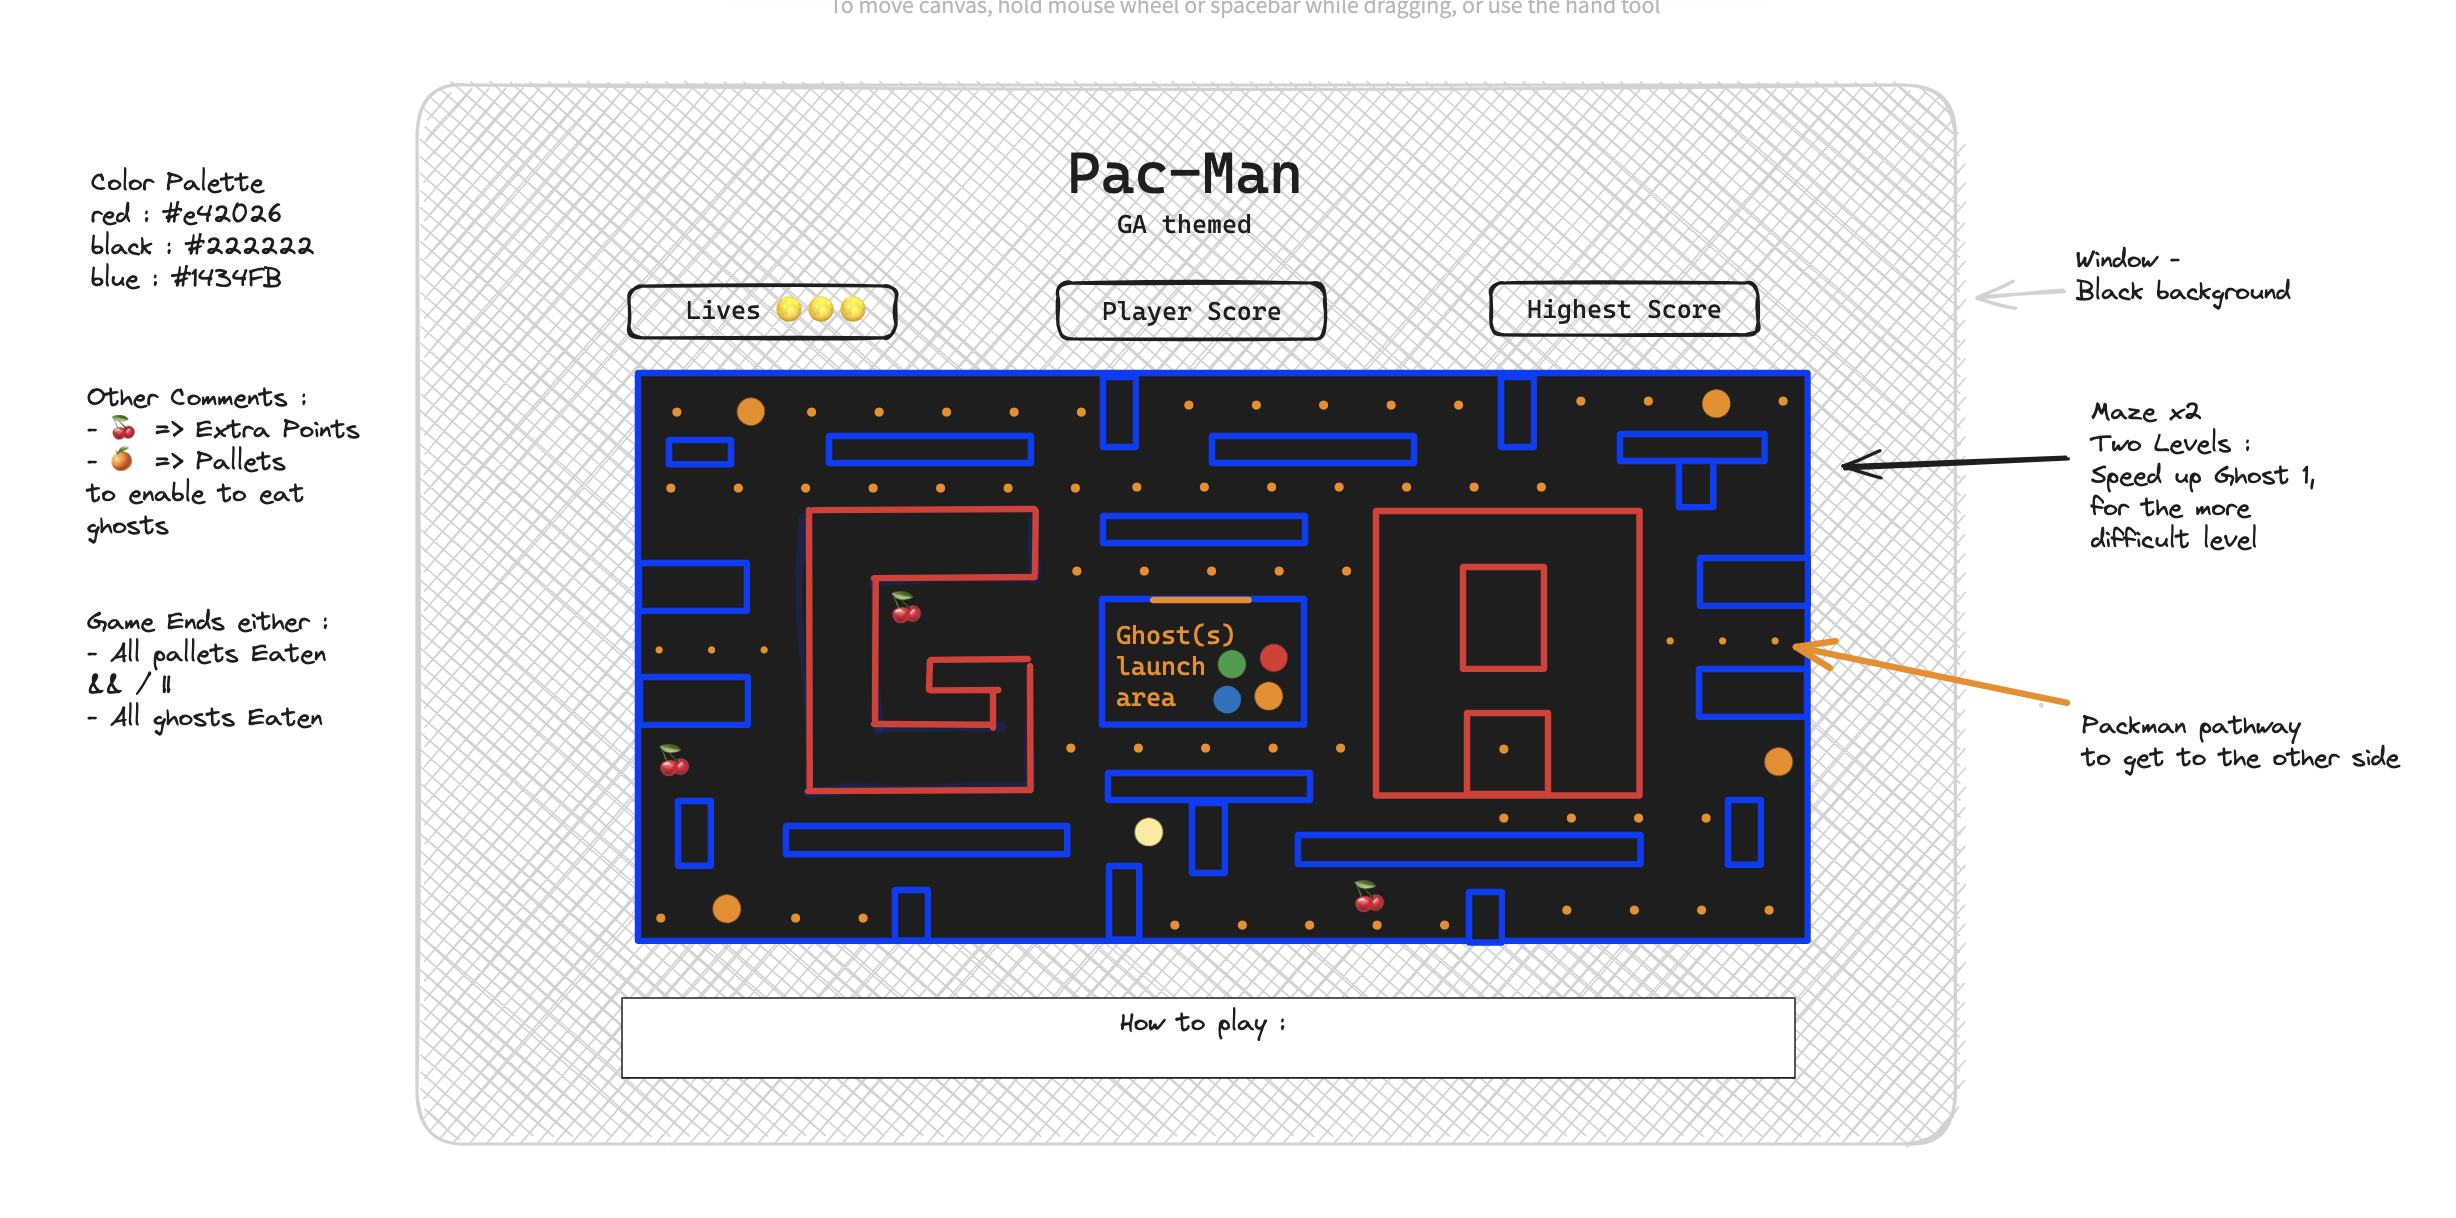 To move canvas, hold mouse wheel or spacebar while dragging, or use the hand tool
Pac-Man
GA themed
Lives
Player Score
Highest Score
Color Palette
red : #e42026
black : #222222
blue : #1434FB
Other Comments :
- 🍒 => Extra Points
- 🍊 => Pallets
to enable to eat
ghosts
Game Ends either :
- All pallets Eaten
&& / ||
- All ghosts Eaten
Ghost(s)
launch
area
Window -
Black background
Maze x2
Two Levels :
Speed up Ghost 1,
for the more
difficult level
Packman pathway
to get to the other side
How to play :